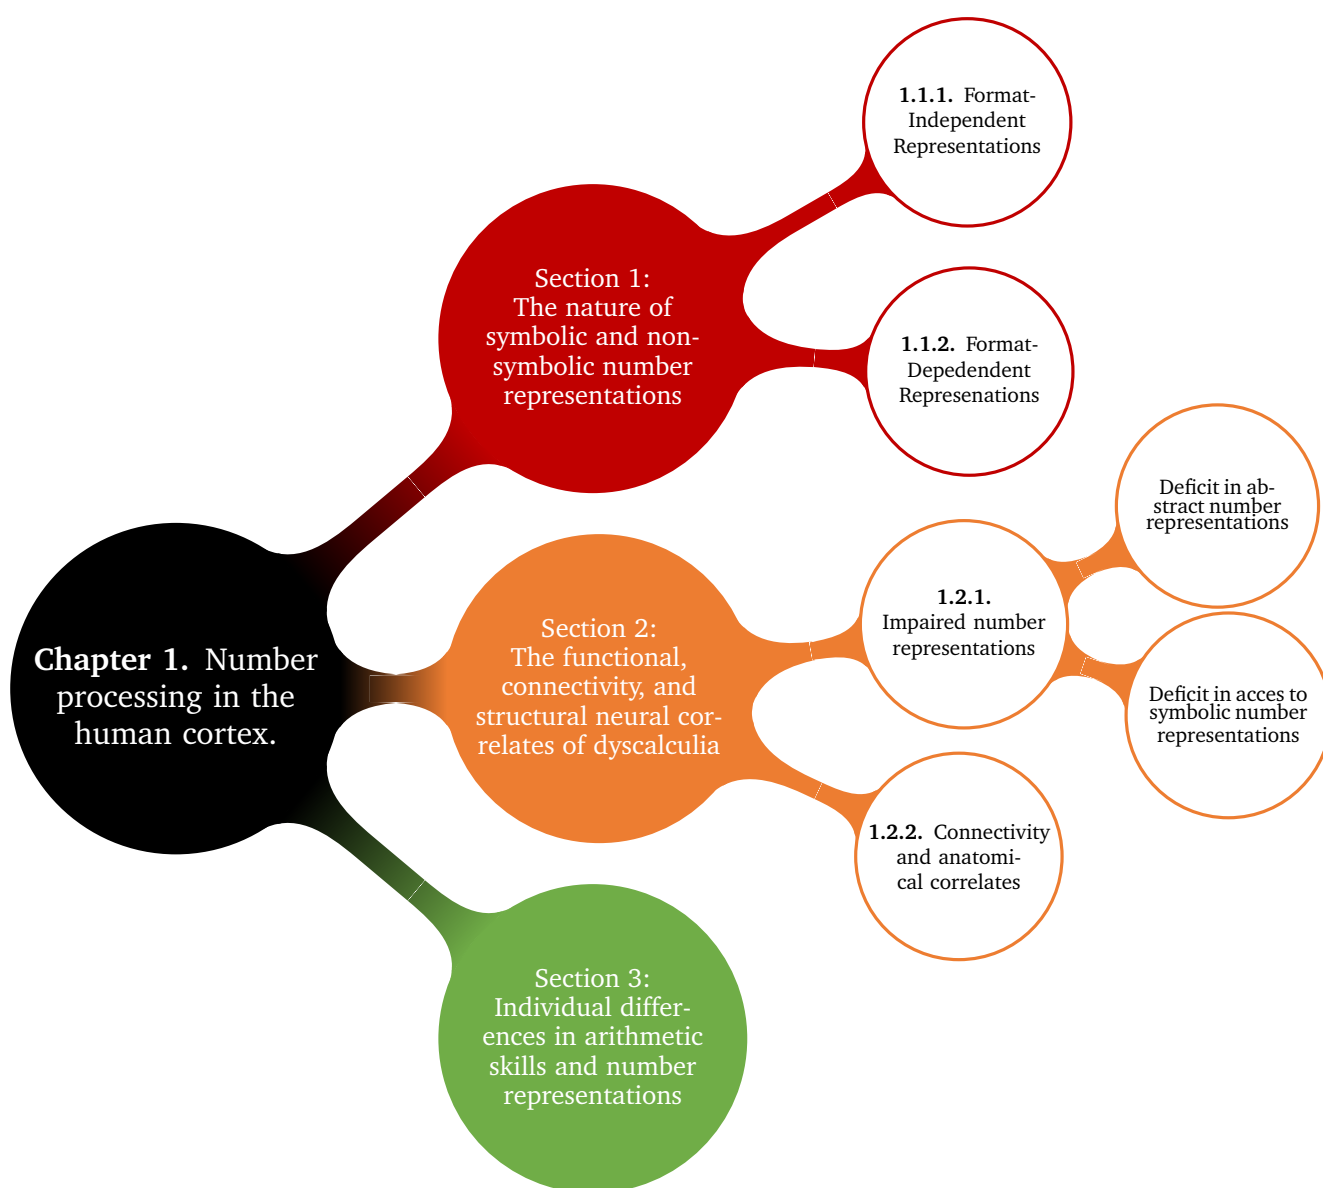 Chapter 1. Number
processing in the
human cortex.
Section 1:
The nature of
symbolic and non-
symbolic number
representations
1.1.1. Format-
Independent
Representations
1.1.2. Format-
Depedendent
Represenations
Section 2:
The functional,
connectivity, and
structural neural cor-
relates of dyscalculia
1.2.1.
Impaired number
representations
Deficit in ab-
stract number
representations
Deficit in acces to
symbolic number
representations
1.2.2. Connectivity
and anatomi-
cal correlates
Section 3:
Individual differ-
ences in arithmetic
skills and number
representations